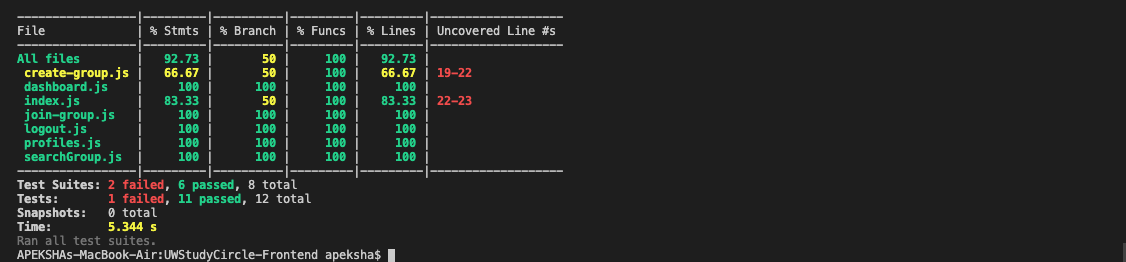 File | % Stmts | % Branch | % Funcs | % Lines | Uncovered Line #s
All files | 92.73 | 50 | 100 | 92.73 |
create-group.js | 66.67 | 50 | 100 | 66.67 | 19-22
dashboard.js | 100 | 100 | 100 | 100 |
index.js | 83.33 | 50 | 100 | 83.33 | 22-23
join-group.js | 100 | 100 | 100 | 100 |
logout.js | 100 | 100 | 100 | 100 |
profiles.js | 100 | 100 | 100 | 100 |
searchGroup.js | 100 | 100 | 100 | 100 |
Test Suites: 2 failed, 6 passed, 8 total
Tests: 1 failed, 11 passed, 12 total
Snapshots: 0 total
Time: 5.344 s
Ran all test suites.
APEKSHAs-MacBook-Air:UWStudyCircle-Frontend apeksha$